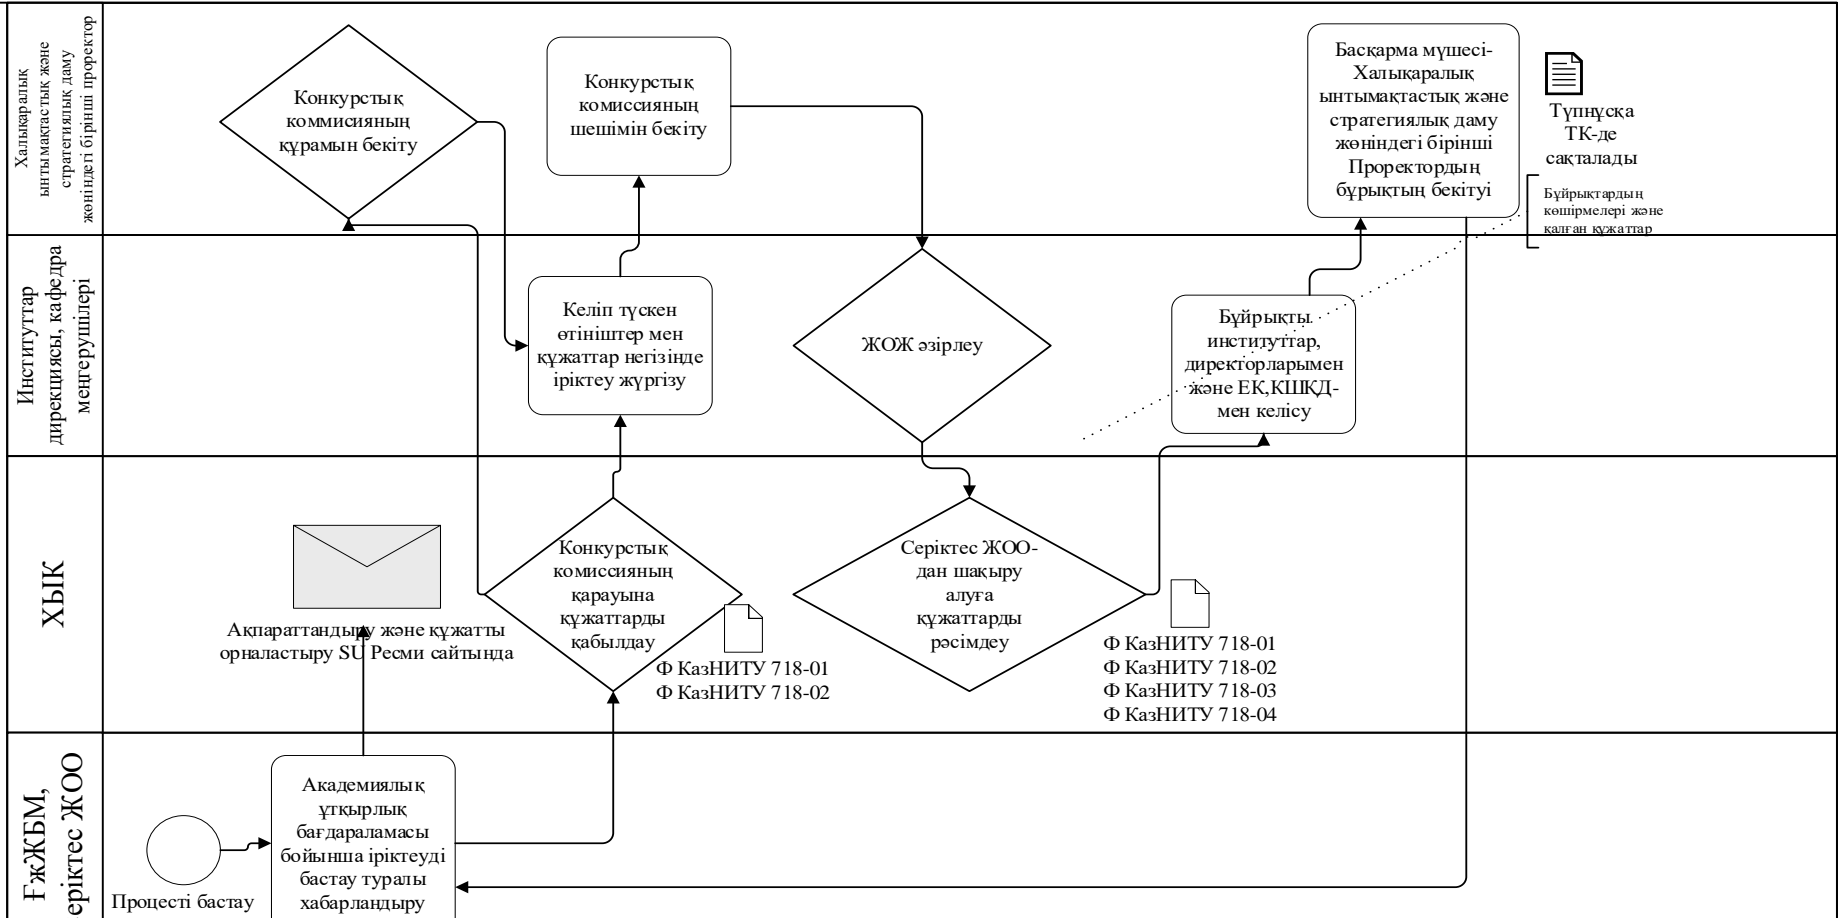 Халықаралық
ынтымақтастық және
стратегиялық даму
жөніндегі бірінші проректор
Конкурстық
коммисияның
құрамын бекіту
Конкурстық
комиссияның
шешімін бекіту
Басқарма мүшесі-
Халықаралық
ынтымақтастық және
стратегиялық даму
жөніндегі бірінші
Проректордың
бұрықтың бекітуі
Түпнұсқа
ТК-де
сақталады
Бұйрықтардың
көшірмелері және
қалған құжаттар
Институттар
дирекциясы, кафедра
меңгерушілері
Келіп түскен
өтініштер мен
құжаттар негізінде
іріктеу жүргізу
ЖОЖ әзірлеу
Бұйрықты
институттар,
директорларымен
және ЕК,КШҚД-
мен келісу
ХЫК
Ақпараттандыру және құжатты
орналастыру SU Ресми сайтында
Конкурстық
комиссияның
қарауына
құжаттарды
қабылдау
Ф КазНИТУ 718-01
Ф КазНИТУ 718-02
Серіктес ЖОО-
дан шақыру
алуға
құжаттарды
рәсімдеу
Ф КазНИТУ 718-01
Ф КазНИТУ 718-02
Ф КазНИТУ 718-03
Ф КазНИТУ 718-04
ҒжЖБМ,
еріктес ЖОО
Процесті бастау
Академиялық
ұтқырлық
бағдараламасы
бойынша іріктеуді
бастау туралы
хабарландыру